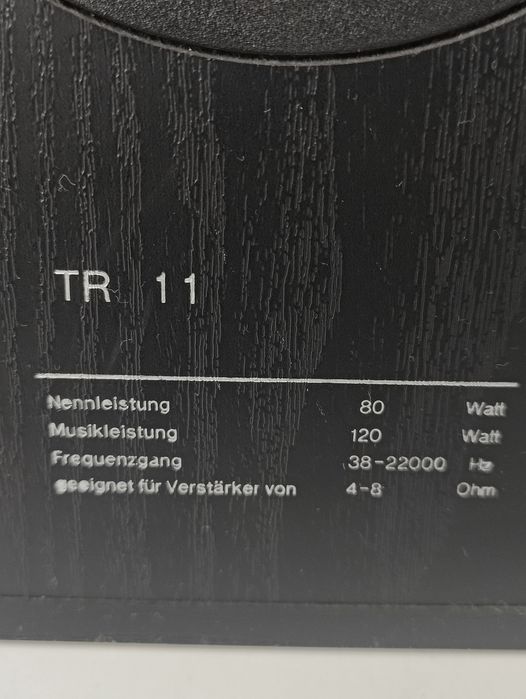 TR 11
Nennleistung 80 Watt
Musikleistung 120 Watt
Frequenzgang 38-22000 Hz
geeignet für Verstärker von 4-8 Ohm